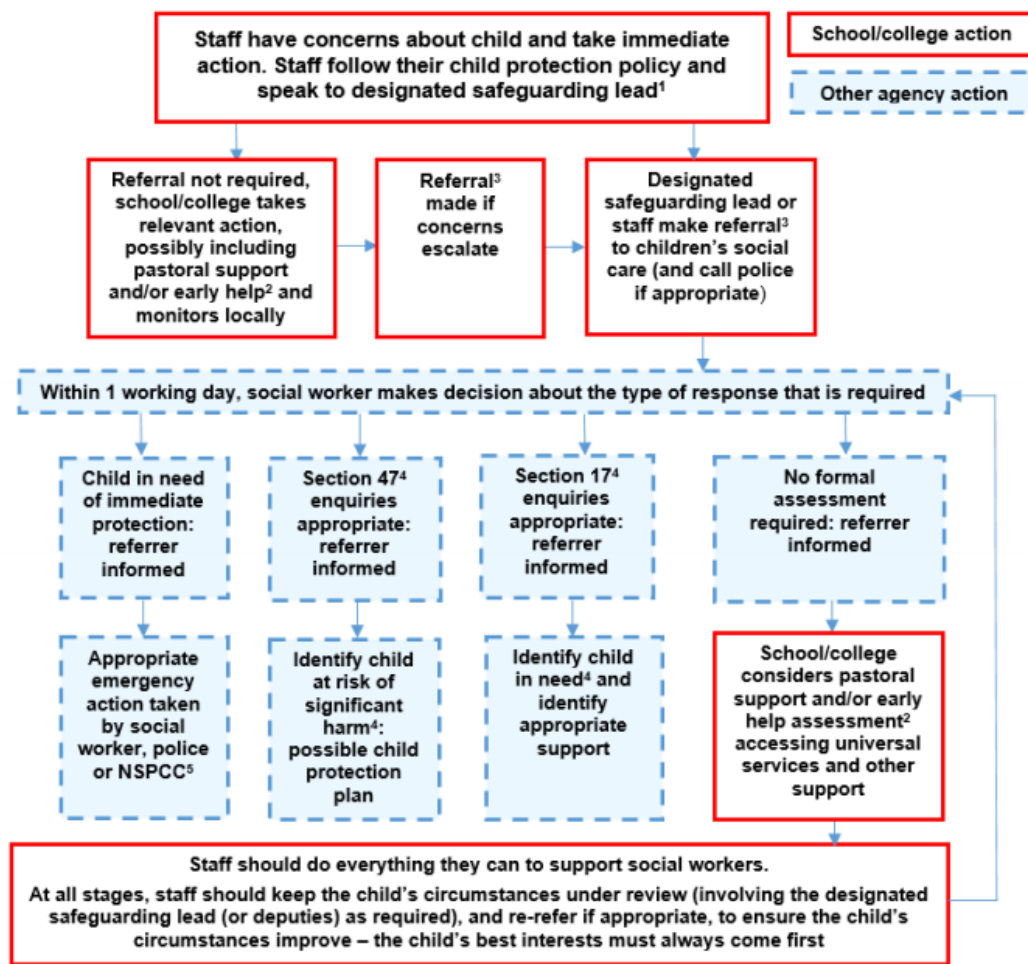 Staff have concerns about child and take immediate
action. Staff follow their child protection policy and
speak to designated safeguarding lead¹
School/college action
Other agency action
Referral not required,
school/college takes
relevant action,
possibly including
pastoral support
and/or early help² and
monitors locally
Referral³
made if
concerns
escalate
Designated
safeguarding lead or
staff make referral³
to children’s social
care (and call police
if appropriate)
Within 1 working day, social worker makes decision about the type of response that is required
Child in need
of immediate
protection:
referrer
informed
Section 47⁴
enquiries
appropriate:
referrer
informed
Section 17⁴
enquiries
appropriate:
referrer
informed
No formal
assessment
required: referrer
informed
Appropriate
emergency
action taken
by social
worker, police
or NSPCC⁵
Identify child
at risk of
significant
harm⁴:
possible child
protection
plan
Identify child
in need⁴ and
identify
appropriate
support
School/college
considers pastoral
support and/or early
help assessment²
accessing universal
services and other
support
Staff should do everything they can to support social workers.
At all stages, staff should keep the child’s circumstances under review (involving the designated
safeguarding lead (or deputies) as required), and re-refer if appropriate, to ensure the child’s
circumstances improve – the child’s best interests must always come first